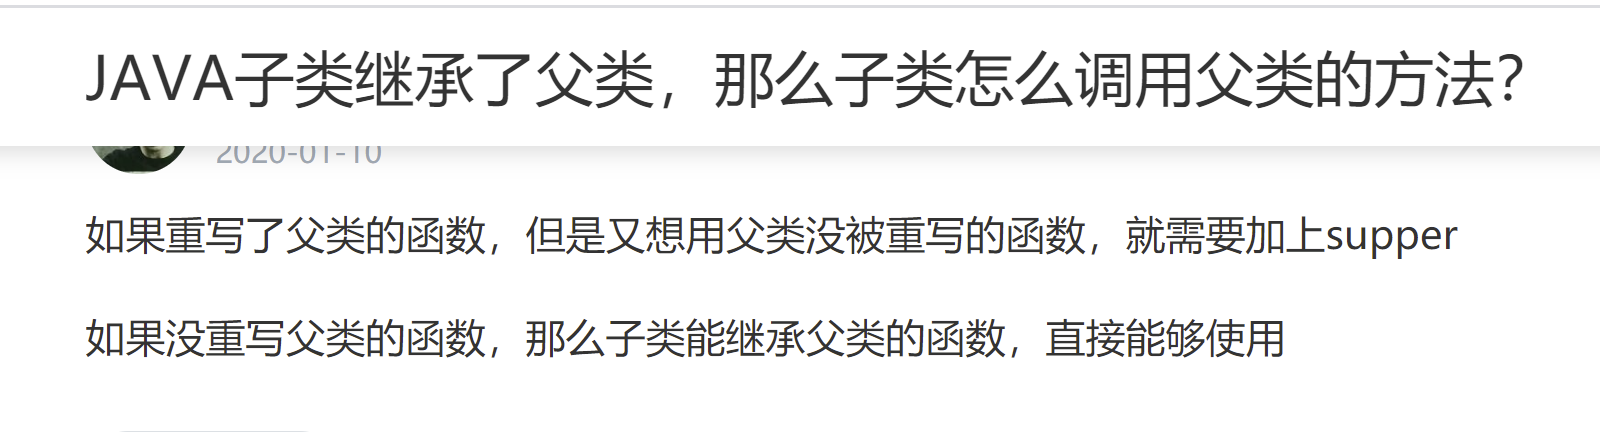 JAVA子类继承了父类，那么子类怎么调用父类的方法？
2020-01-10
如果重写了父类的函数，但是又想用父类没被重写的函数，就需要加上supper
如果没重写父类的函数，那么子类能继承父类的函数，直接能够使用